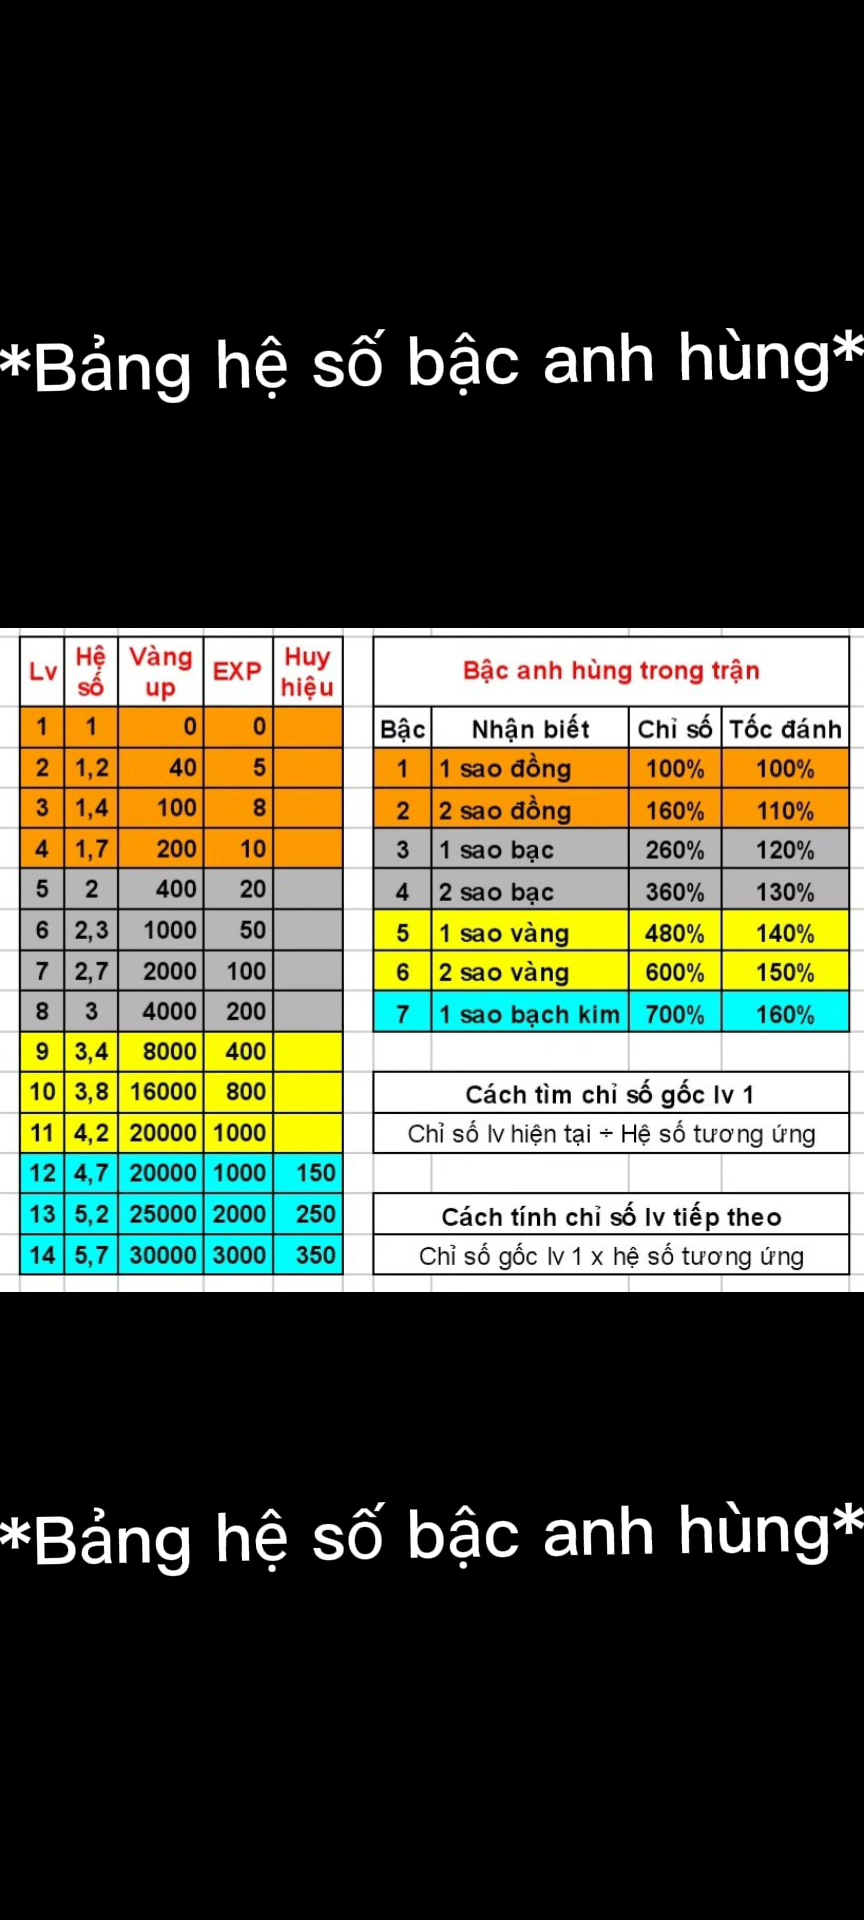 *Bảng hệ số bậc anh hùng*
Lv Hệ số Vàng up EXP Huy hiệu
1 1 0 0
2 1,2 40 5
3 1,4 100 8
4 1,7 200 10
5 2 400 20
6 2,3 1000 50
7 2,7 2000 100
8 3 4000 200
9 3,4 8000 400
10 3,8 16000 800
11 4,2 20000 1000
12 4,7 20000 1000 150
13 5,2 25000 2000 250
14 5,7 30000 3000 350
Bậc anh hùng trong trận
Bậc Nhận biết Chỉ số Tốc đánh
1 1 sao đồng 100% 100%
2 2 sao đồng 160% 110%
3 1 sao bạc 260% 120%
4 2 sao bạc 360% 130%
5 1 sao vàng 480% 140%
6 2 sao vàng 600% 150%
7 1 sao bạch kim 700% 160%
Cách tìm chỉ số gốc lv 1
Chỉ số lv hiện tại ÷ Hệ số tương ứng
Cách tính chỉ số lv tiếp theo
Chỉ số gốc lv 1 x hệ số tương ứng
*Bảng hệ số bậc anh hùng*